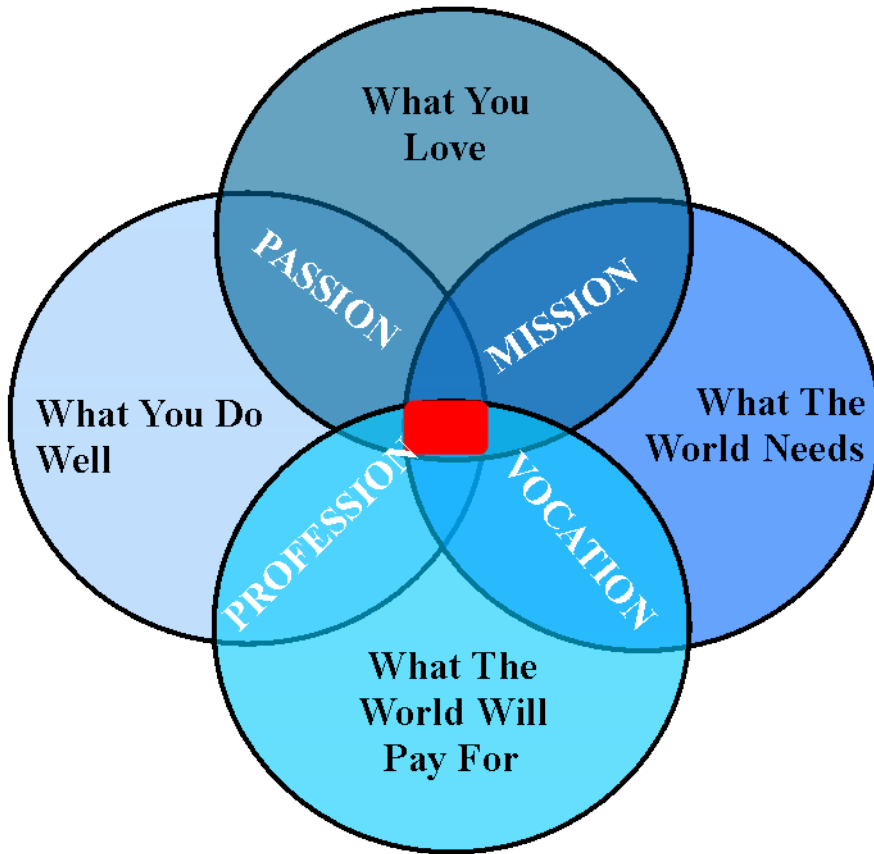 What You
Love
PASSION
MISSION
What You Do
Well
What The
World Needs
PROFESSION
VOCATION
What The
World Will
Pay For